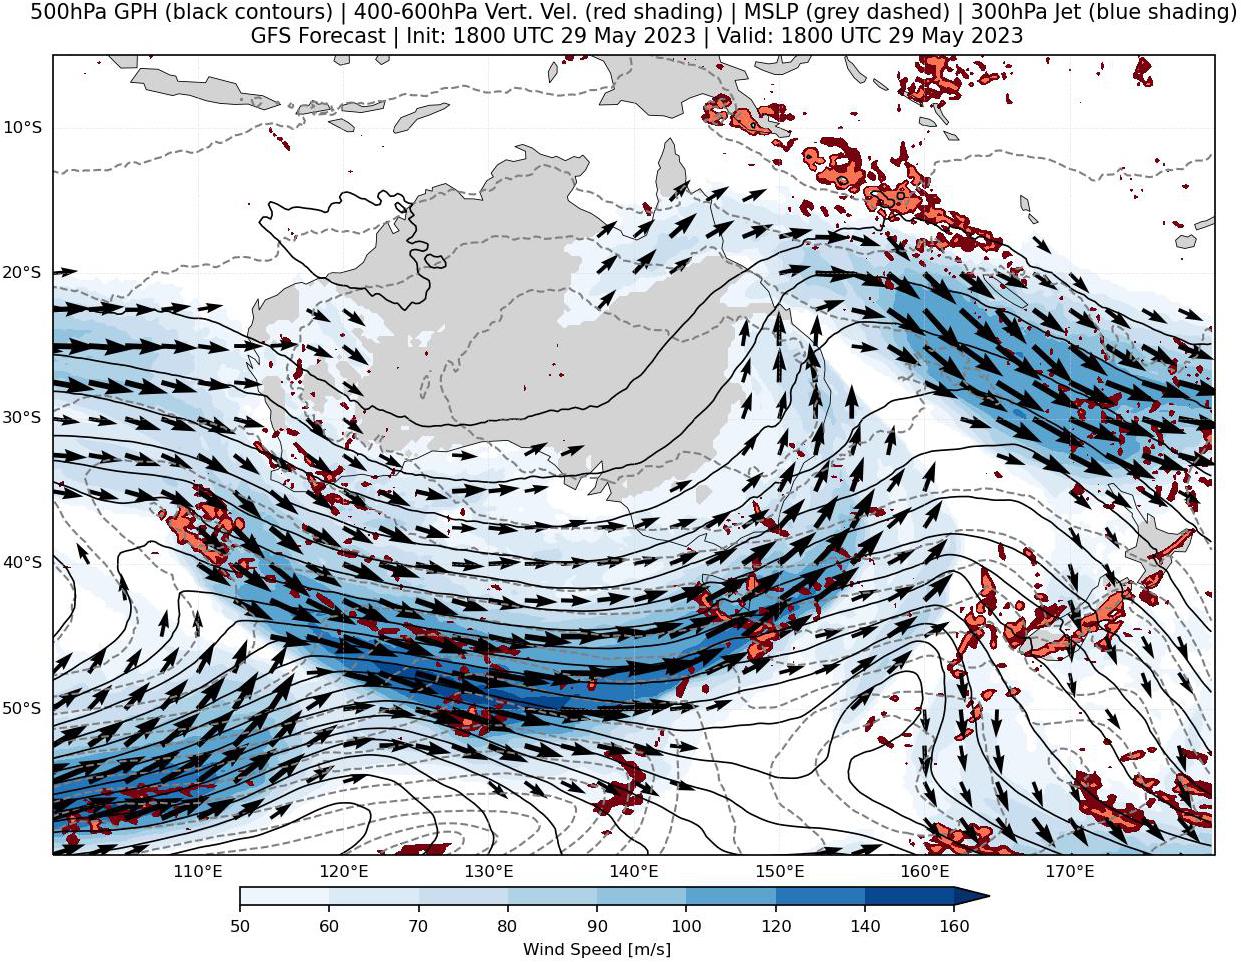 500hPa GPH (black contours) | 400-600hPa Vert. Vel. (red shading) | MSLP (grey dashed) | 300hPa Jet (blue shading)
GFS Forecast | Init: 1800 UTC 29 May 2023 | Valid: 1800 UTC 29 May 2023
10°S
20°S
30°S
40°S
50°S
110°E 120°E 130°E 140°E 150°E 160°E 170°E
50 60 70 80 90 100 120 140 160
Wind Speed [m/s]